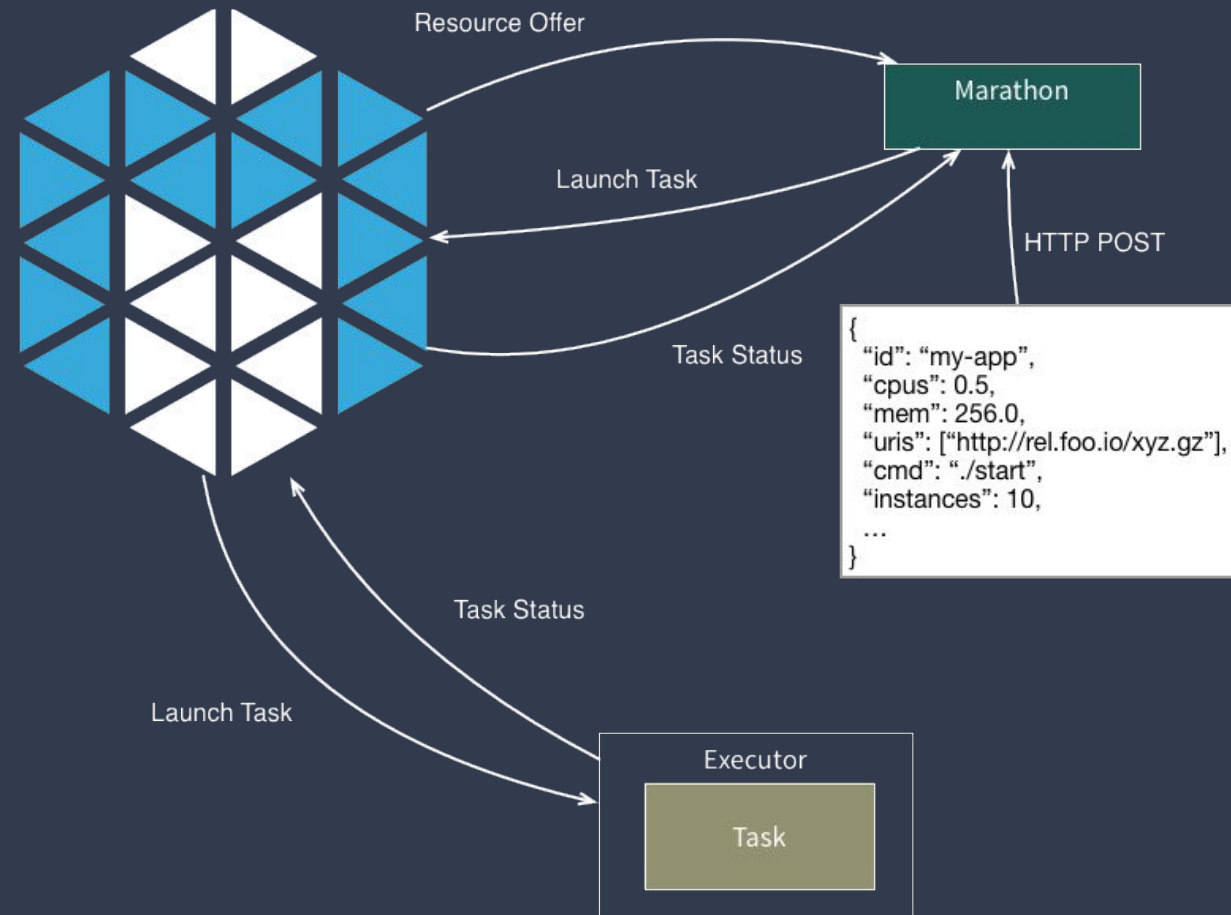 Resource Offer
Marathon
Launch Task
HTTP POST
Task Status
{
“id”: “my-app”,
“cpus”: 0.5,
“mem”: 256.0,
“uris”: [“http://rel.foo.io/xyz.gz”],
“cmd”: “./start”,
“instances”: 10,
…
}
Task Status
Launch Task
Executor
Task